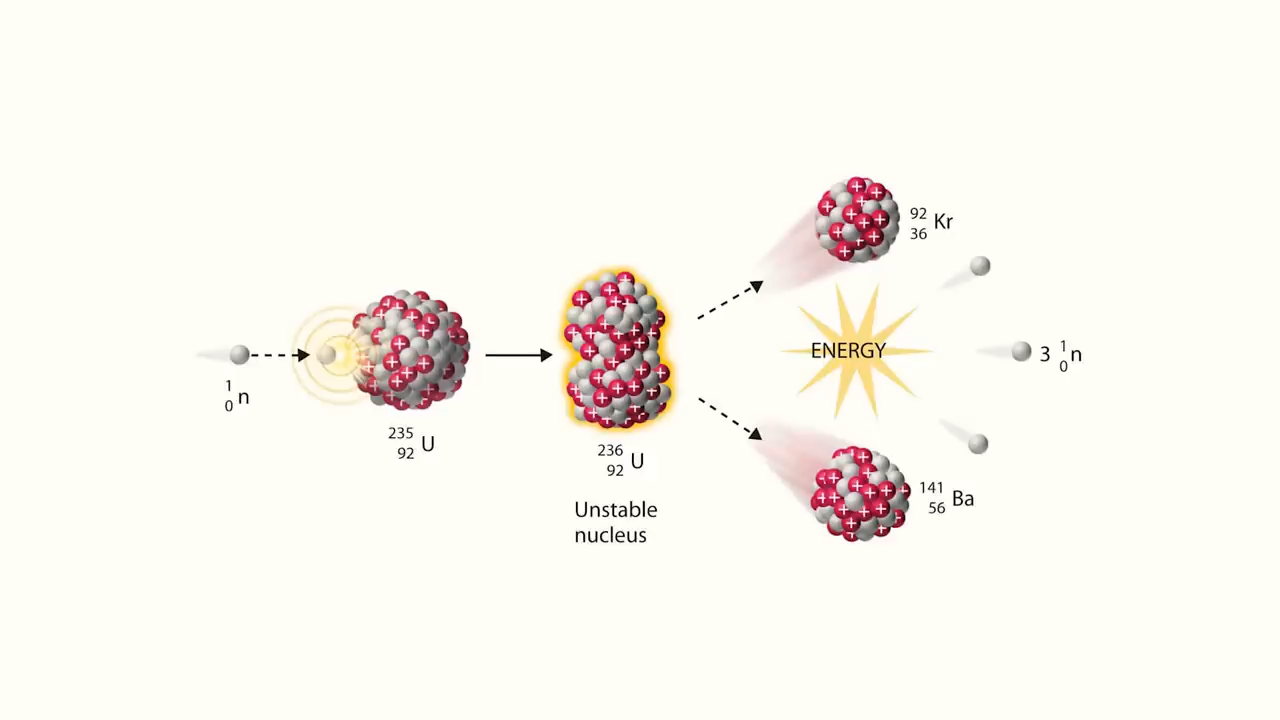 1
0 n
235
92 U
236
92 U
Unstable
nucleus
92
36 Kr
ENERGY
3 1
0 n
141
56 Ba